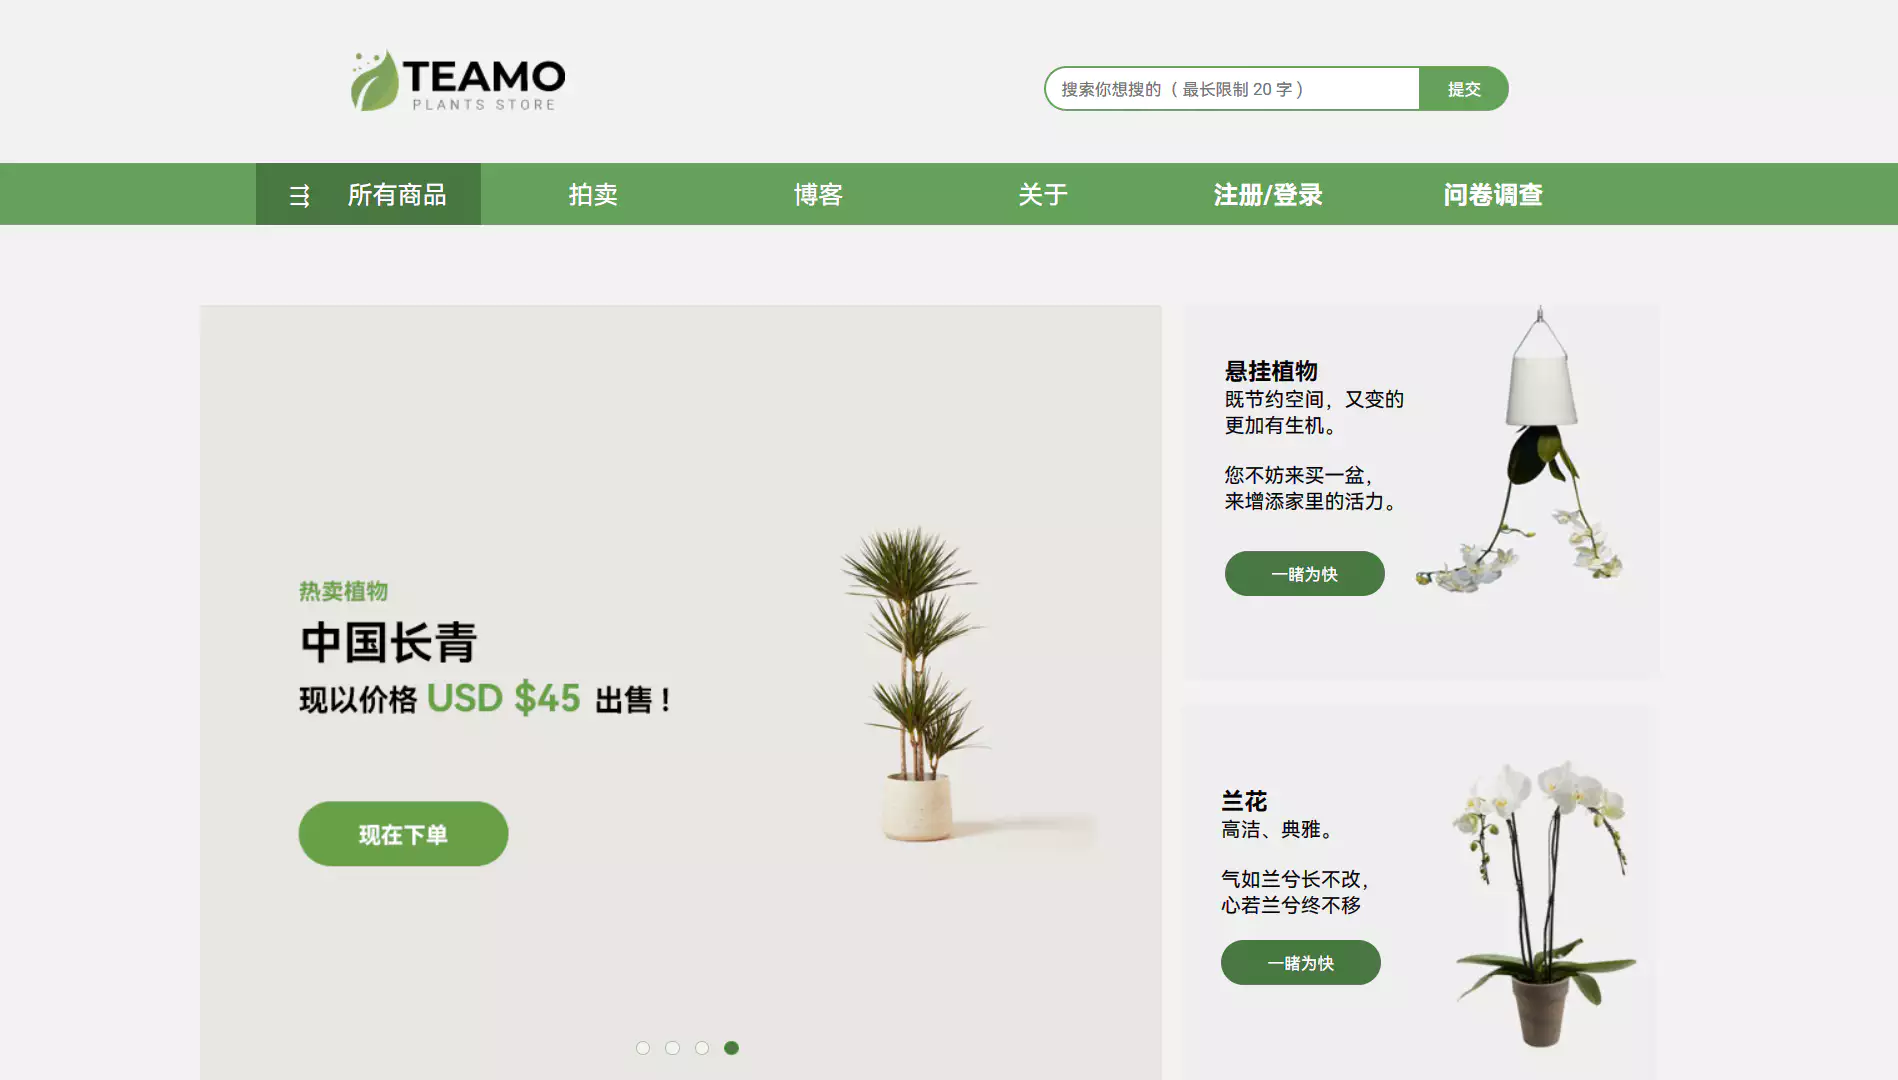 TEAMO
PLANTS STORE
搜索你想搜的（最长限制 20 字）
提交
所有商品
拍卖
博客
关于
注册/登录
问卷调查
热卖植物
中国长青
现以价格 USD $45 出售！
现在下单
悬挂植物
既节约空间，又变的
更加有生机。
您不妨来买一盆，
来增添家里的活力。
一睹为快
兰花
高洁、典雅。
气如兰兮长不改，
心若兰兮终不移
一睹为快